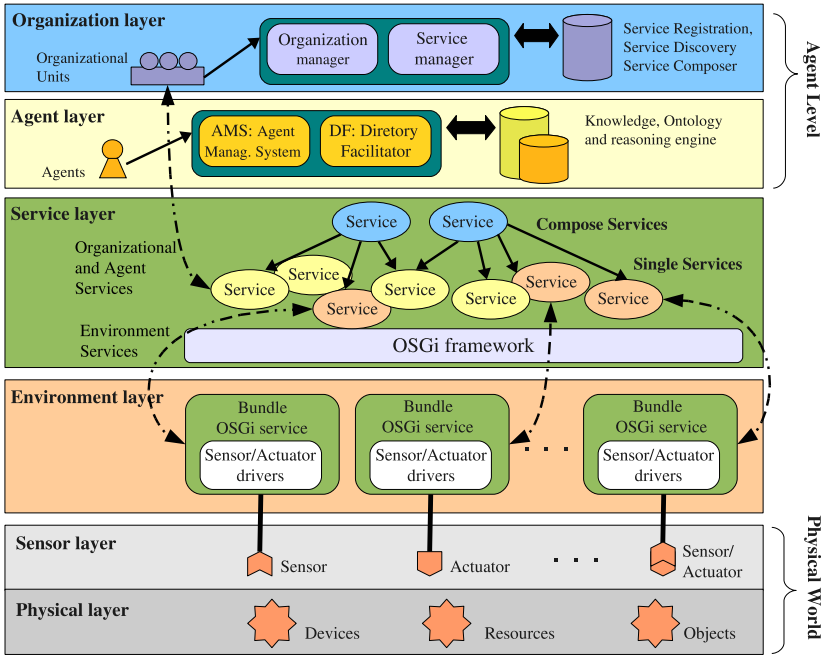 Organization layer
Organizational
Units
Organization
manager
Service
manager
Service Registration,
Service Discovery
Service Composer
Agent Level
Agent layer
Agents
AMS: Agent
Manag. System
DF: Diretory
Facilitator
Knowledge, Ontology
and reasoning engine
Service layer
Service
Service
Compose Services
Organizational
and Agent
Services
Single Services
Service
Service
Service
Service
Service
Service
Service
Environment
Services
OSGi framework
Environment layer
Bundle
OSGi service
Sensor/Actuator
drivers
Bundle
OSGi service
Sensor/Actuator
drivers
. . .
Bundle
OSGi service
Sensor/Actuator
drivers
Sensor layer
Sensor
Actuator
. . .
Sensor/
Actuator
Physical World
Physical layer
Devices
Resources
Objects